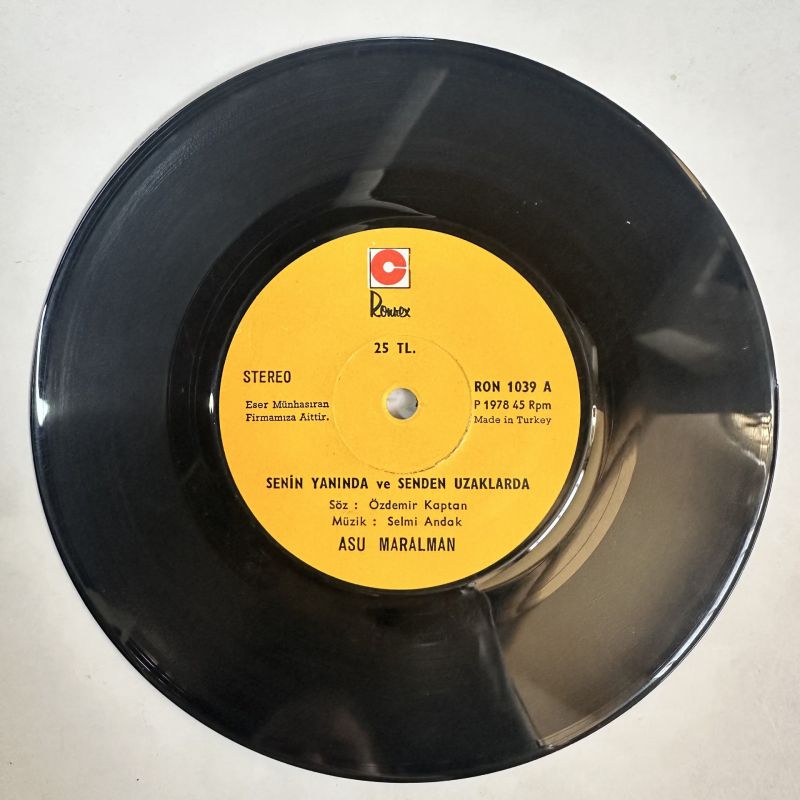 Ronnex
25 TL.
STEREO
RON 1039 A
Eser Münhasıran
P 1978 45 Rpm
Firmamıza Aittir.
Made in Turkey
SENİN YANINDA ve SENDEN UZAKLARDA
Söz : Özdemir Kaptan
Müzik : Selmi Andak
ASU MARALMAN